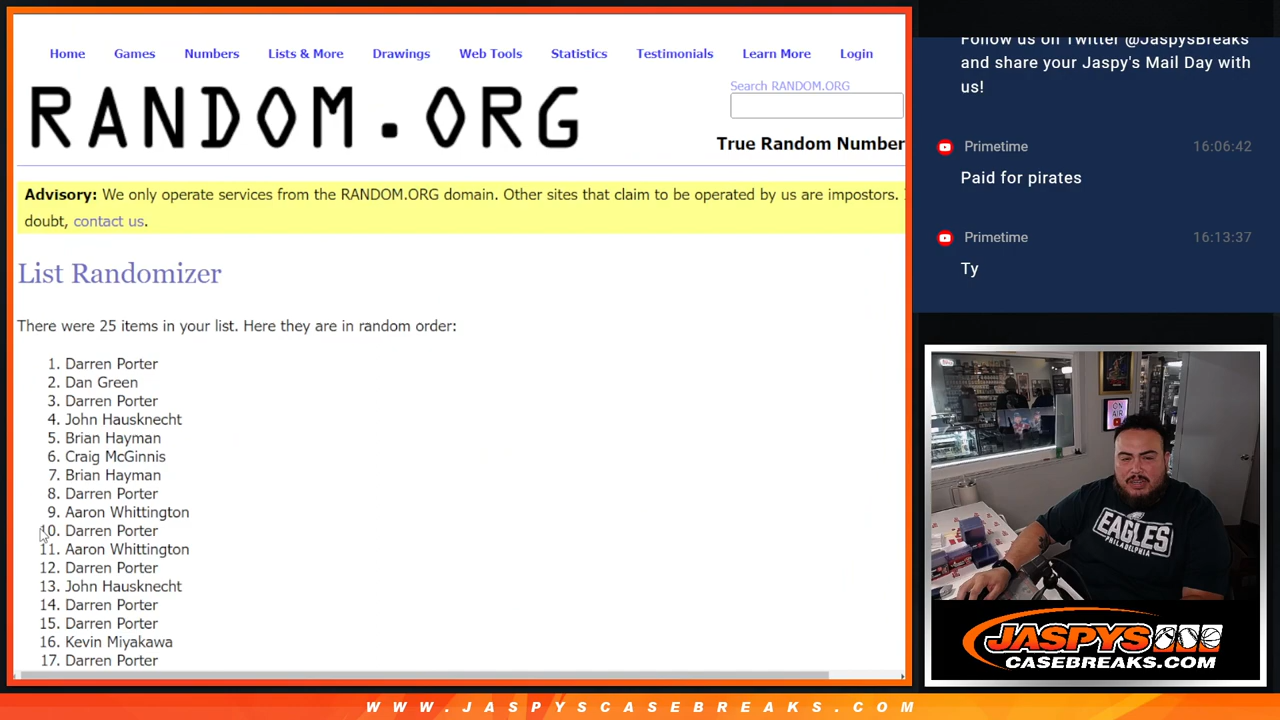 Home Games Numbers Lists & More Drawings Web Tools Statistics Testimonials Learn More Login
RANDOM.ORG
Search RANDOM.ORG
True Random Number
Advisory: We only operate services from the RANDOM.ORG domain. Other sites that claim to be operated by us are impostors.
doubt, contact us.
List Randomizer
There were 25 items in your list. Here they are in random order:
1. Darren Porter
2. Dan Green
3. Darren Porter
4. John Hausknecht
5. Brian Hayman
6. Craig McGinnis
7. Brian Hayman
8. Darren Porter
9. Aaron Whittington
10. Darren Porter
11. Aaron Whittington
12. Darren Porter
13. John Hausknecht
14. Darren Porter
15. Darren Porter
16. Kevin Miyakawa
17. Darren Porter
Follow us on Twitter @JaspysBreaks
and share your Jaspy's Mail Day with
us!
Primetime 16:06:42
Paid for pirates
Primetime 16:13:37
Ty
ON
AIR
EAGLES
PHILADELPHIA
JASPYS
CASEBREAKS.COM
WWW.JASPYSCASEBREAKS.COM